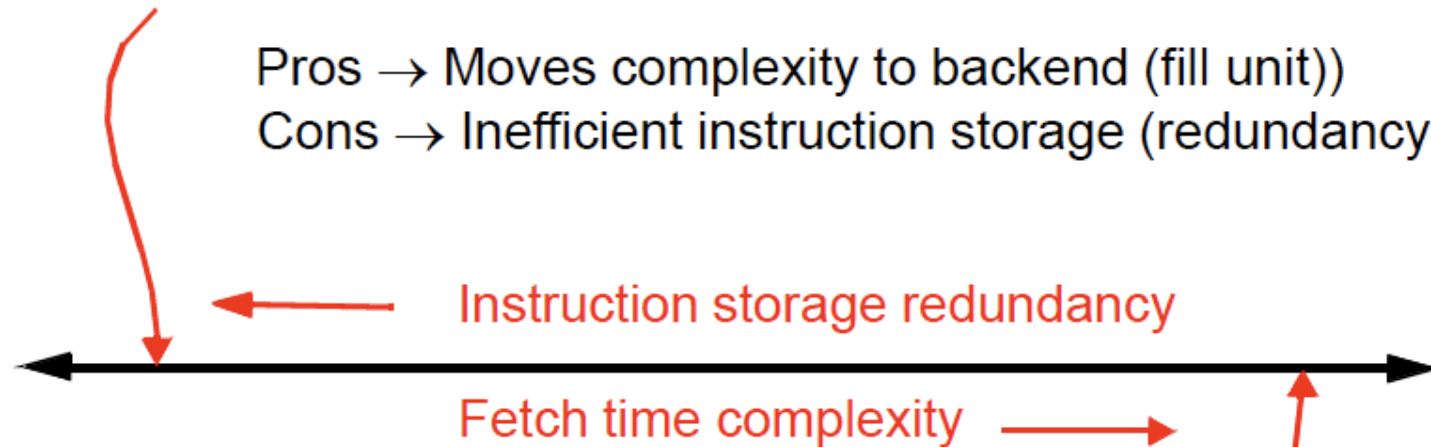 Pros → Moves complexity to backend (fill unit))
Cons → Inefficient instruction storage (redundancy
Instruction storage redundancy
Fetch time complexity